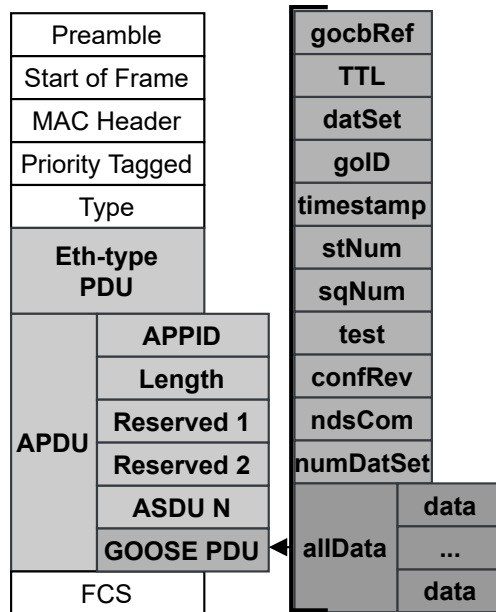 Preamble
Start of Frame
MAC Header
Priority Tagged
Type
Eth-type
PDU
APDU
APPID
Length
Reserved 1
Reserved 2
ASDU N
GOOSE PDU
FCS
gocbRef
TTL
datSet
goID
timestamp
stNum
sqNum
test
confRev
ndsCom
numDatSet
allData
data
...
data